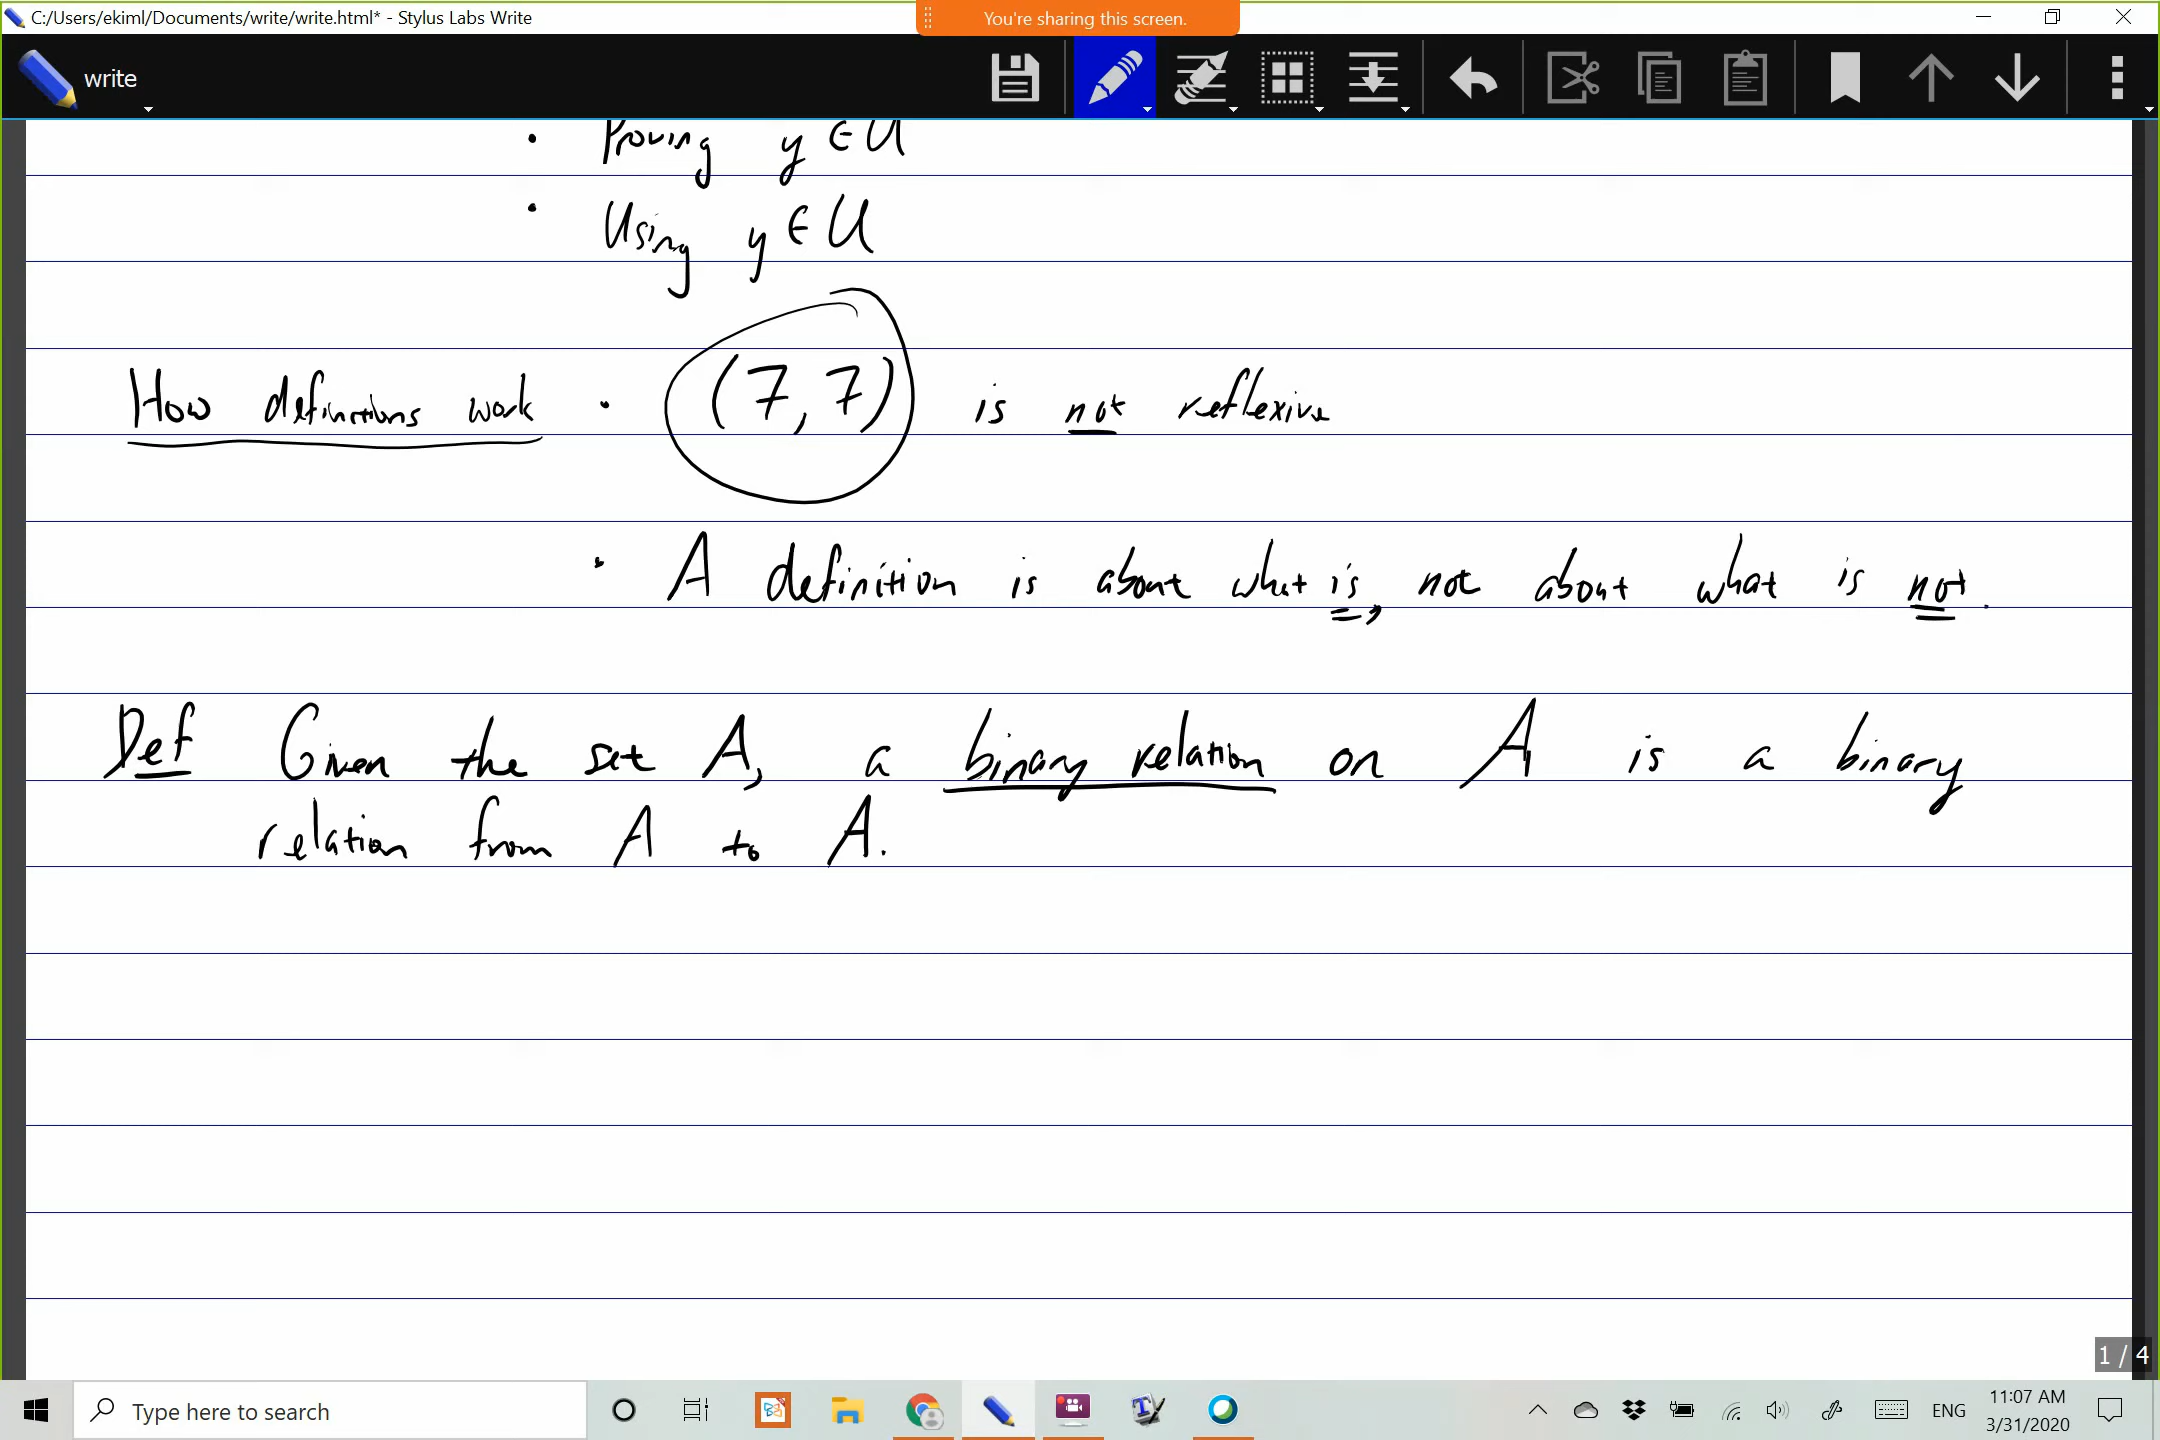 C:/Users/ekiml/Documents/write/write.html* - Stylus Labs Write
You're sharing this screen.
write
· Proving y ∈ U
· Using y ∈ U
How definitions work · (7, 7) is not reflexive
· A definition is about what is, not about what is not.
Def Given the set A, a binary relation on A is a binary
relation from A to A.
1 / 4
Type here to search
ENG
11:07 AM
3/31/2020